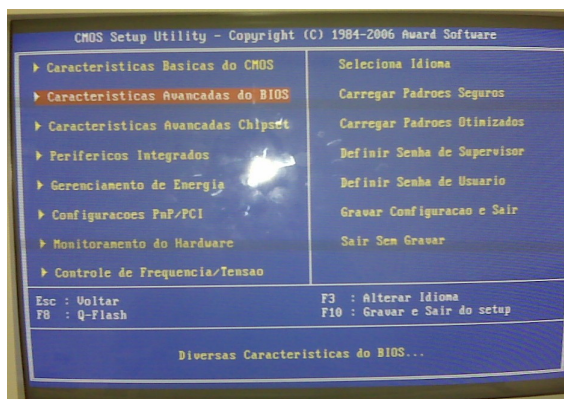 CMOS Setup Utility - Copyright (C) 1984-2006 Award Software
Caracteristicas Basicas do CMOS
Caracteristicas Avancadas do BIOS
Caracteristicas Avancadas Chipset
Perifericos Integrados
Gerenciamento de Energia
Configuracoes PnP/PCI
Monitoramento do Hardware
Controle de Frequencia/Tensao
Seleciona Idioma
Carregar Padroes Seguros
Carregar Padroes Otimizados
Definir Senha de Supervisor
Definir Senha de Usuario
Gravar Configuracao e Sair
Sair Sem Gravar
Esc : Voltar
F8 : Q-Flash
F3 : Alterar Idioma
F10 : Gravar e Sair do setup
Diversas Caracteristicas do BIOS...